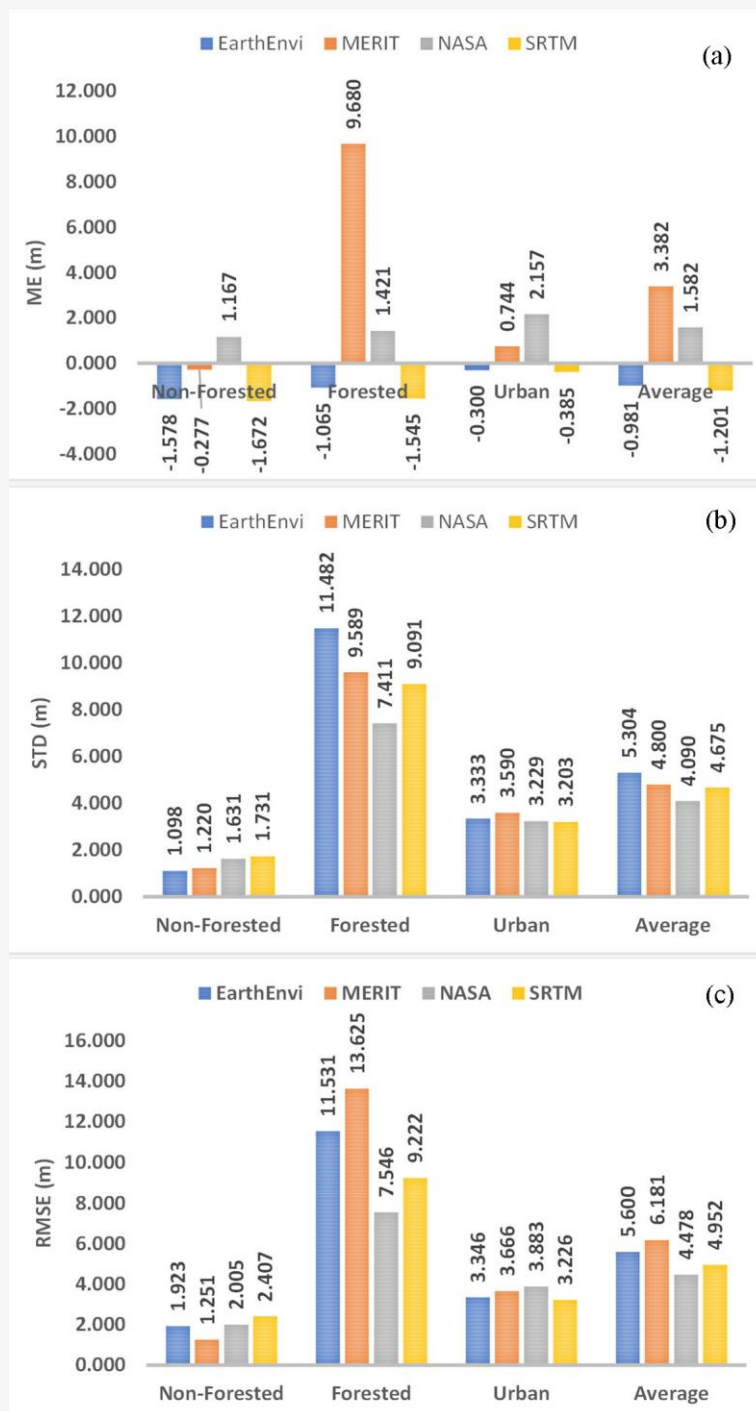 EarthEnvi MERIT NASA SRTM
(a)
ME (m)
12.000
10.000
8.000
6.000
4.000
2.000
0.000
-2.000
-4.000
-1.578 -0.277 1.167 -1.672
-1.065 9.680 1.421 -1.545
-0.300 0.744 2.157 -0.385
-0.981 3.382 1.582 -1.201
Non-Forested Forested Urban Average
EarthEnvi MERIT NASA SRTM
(b)
STD (m)
14.000
12.000
10.000
8.000
6.000
4.000
2.000
0.000
1.098 1.220 1.631 1.731
11.482 9.589 7.411 9.091
3.333 3.590 3.229 3.203
5.304 4.800 4.090 4.675
Non-Forested Forested Urban Average
EarthEnvi MERIT NASA SRTM
(c)
RMSE (m)
16.000
14.000
12.000
10.000
8.000
6.000
4.000
2.000
0.000
1.923 1.251 2.005 2.407
11.531 13.625 7.546 9.222
3.346 3.666 3.883 3.226
5.600 6.181 4.478 4.952
Non-Forested Forested Urban Average